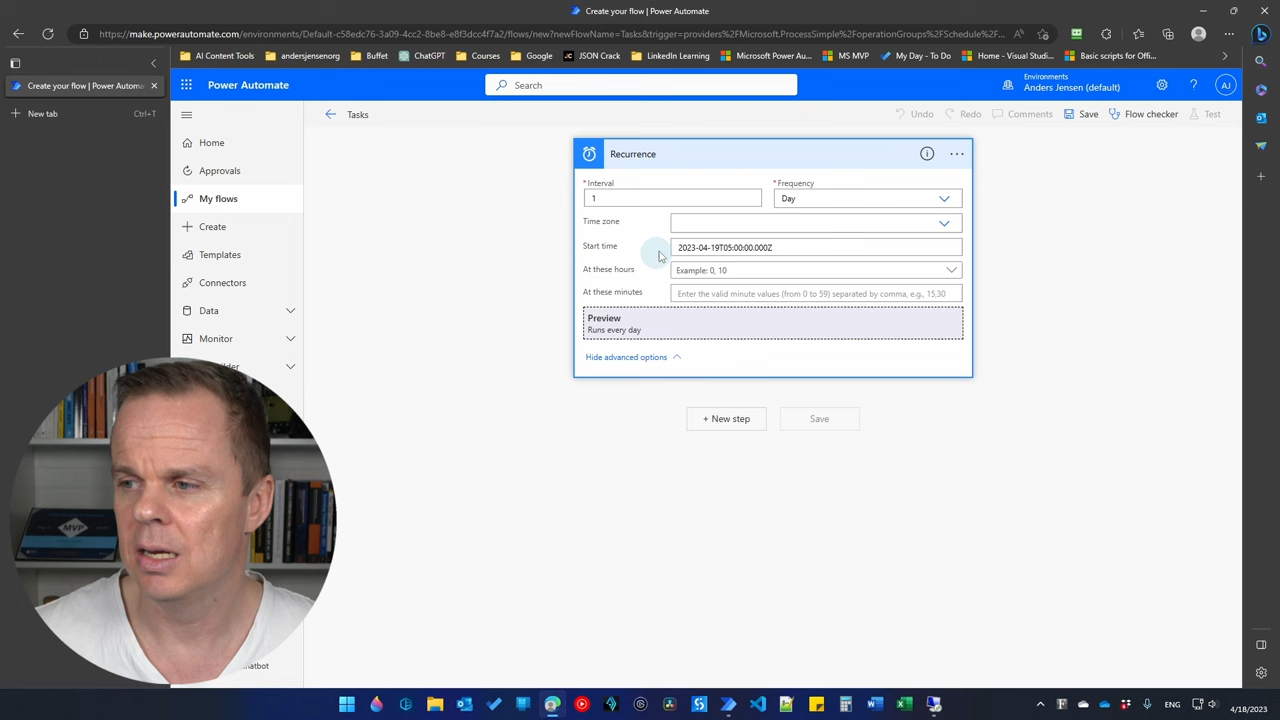 Create your flow | Power Automate
https://make.powerautomate.com/environments/Default-c58edc76-3a09-4cc2-8be8-e8f3dcc4f7a2/flows/new?newFlowName=Tasks&trigger=providers%2FMicrosoft.ProcessSimple%2FoperationGroups%2FSchedule%2F...
AI Content Tools
andersjensenorg
Buffet
ChatGPT
Courses
Google
JSON Crack
LinkedIn Learning
Microsoft Power Au...
MS MVP
My Day - To Do
Home - Visual Studi...
Basic scripts for Offi...
Create your flow | Power Automa
New tab
Ctrl+T
Power Automate
Search
Environments
Anders Jensen (default)
AJ
Tasks
Undo
Redo
Comments
Save
Flow checker
Test
Home
Approvals
My flows
Create
Templates
Connectors
Data
Monitor
hatbot
Recurrence
* Interval
* Frequency
1
Day
Time zone
Start time
2023-04-19T05:00:00.000Z
At these hours
Example: 0, 10
At these minutes
Enter the valid minute values (from 0 to 59) separated by comma, e.g., 15,30
Preview
Runs every day
Hide advanced options
+ New step
Save
MVP
ENG
4/18/2023